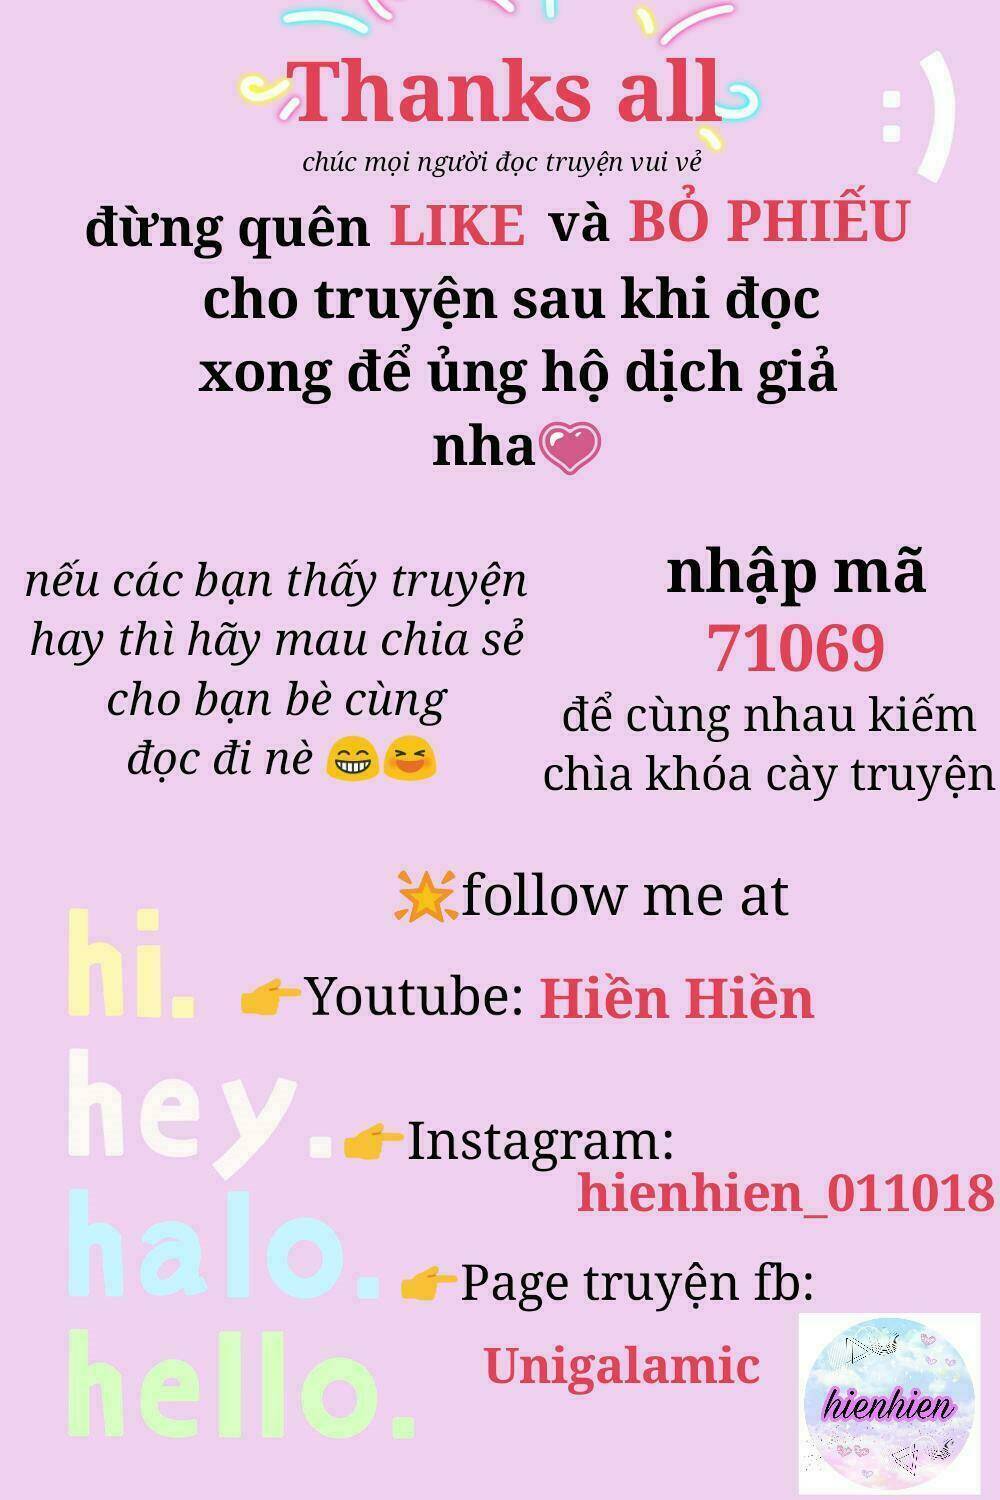 Thanks all
:)
chúc mọi người đọc truyện vui vẻ
đừng quên LIKE và BỎ PHIẾU
cho truyện sau khi đọc
xong để ủng hộ dịch giả
nha💗
nếu các bạn thấy truyện
hay thì hãy mau chia sẻ
cho bạn bè cùng
đọc đi nè 😁😆
nhập mã
71069
để cùng nhau kiếm
chìa khóa cày truyện
🌟follow me at
hi.
👉Youtube: Hiền Hiền
hey.
👉Instagram:
hienhien_011018
halo.
👉Page truyện fb:
hello.
Unigalamic
hienhien